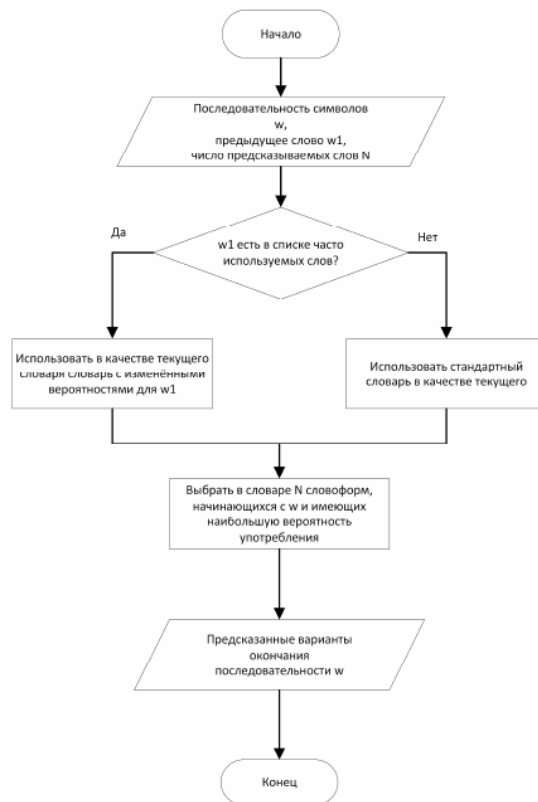 Начало
Последовательность символов
w,
предыдущее слово w1,
число предсказываемых слов N
w1 есть в списке часто
используемых слов?
Да
Нет
Использовать в качестве текущего
словаря словарь с изменёнными
вероятностями для w1
Использовать стандартный
словарь в качестве текущего
Выбрать в словаре N словоформ,
начинающихся с w и имеющих
наибольшую вероятность
употребления
Предсказанные варианты
окончания
последовательности w
Конец